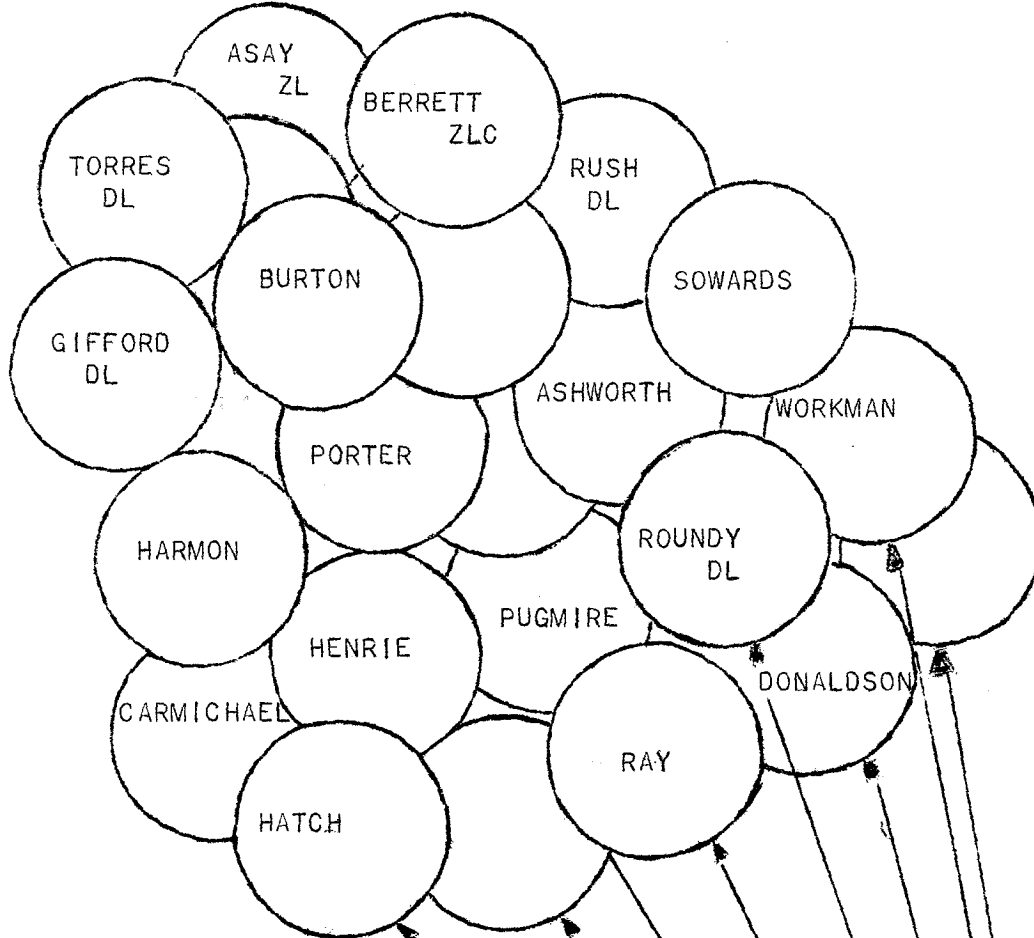 ASAY
ZL
BERRETT
ZLC
TORRES
DL
RUSH
DL
BURTON
SOWARDS
GIFFORD
DL
ASHWORTH
WORKMAN
PORTER
HARMON
ROUNDY
DL
PUGMIRE
HENRIE
DONALDSON
CARMICHAEL
RAY
HATCH